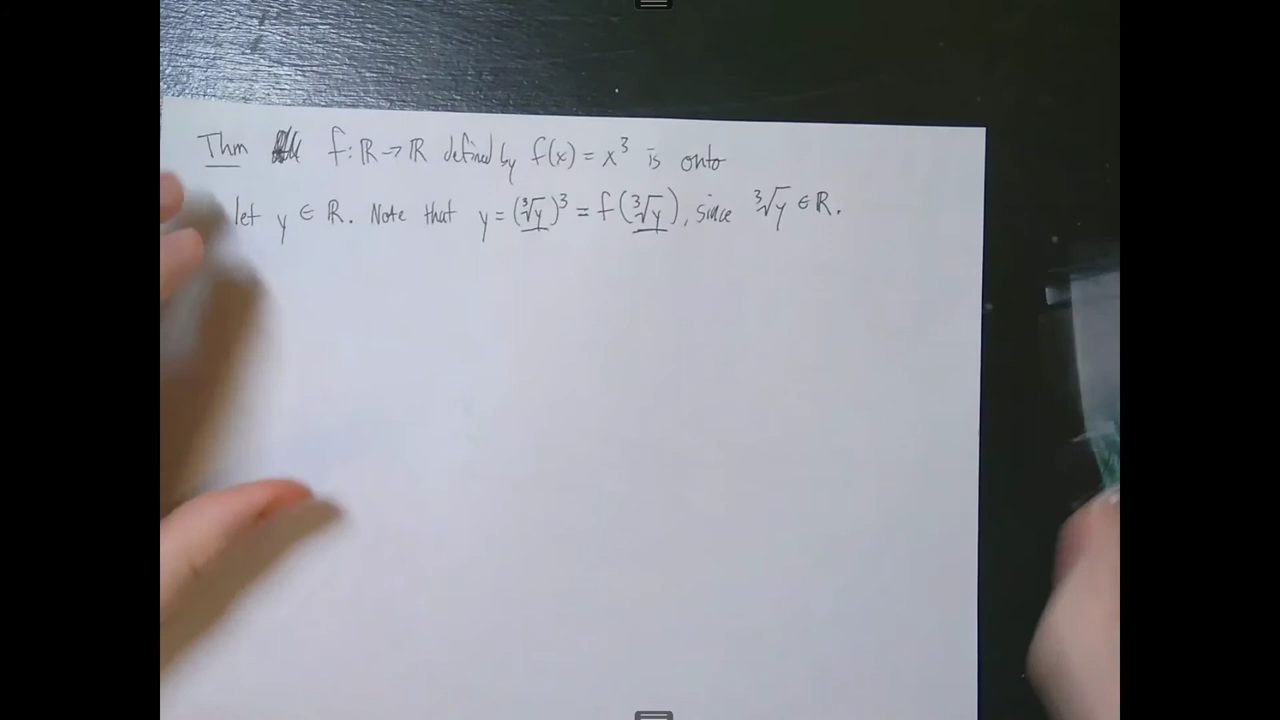 Thm f: ℝ → ℝ defined by f(x) = x³ is onto
let y ∈ ℝ. Note that y = (∛y)³ = f(∛y), since ∛y ∈ ℝ.